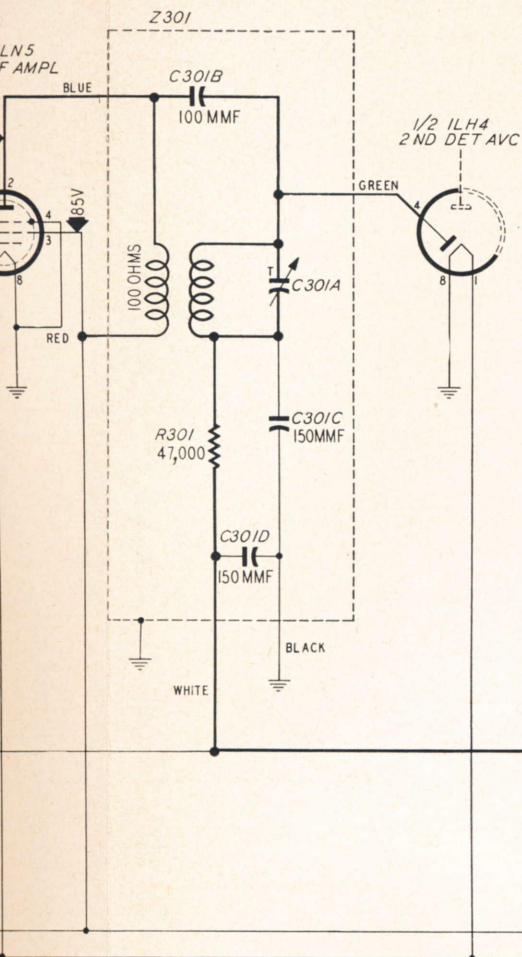 Z301
LN5
F AMPL
BLUE
C301B
100 MMF
1/2 ILH4
2ND DET AVC
GREEN
2
4
3
8
85V
4
8
1
100 OHMS
T
C301A
RED
R301
47,000
C301C
150MMF
C301D
150 MMF
BLACK
WHITE